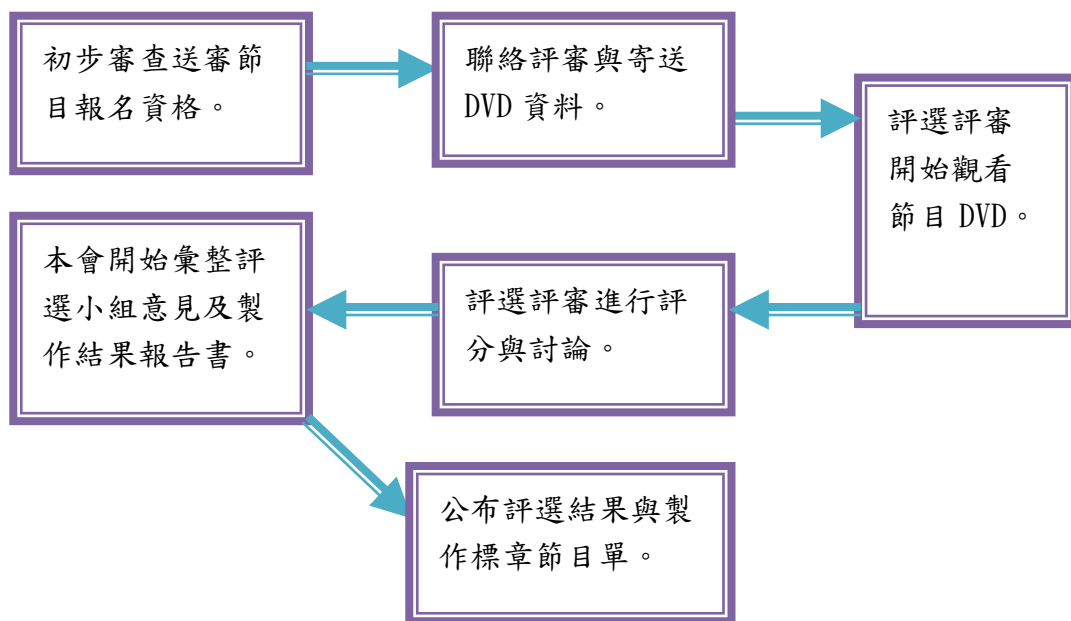 初步審查送審節
目報名資格。
聯絡評審與寄送
DVD 資料。
評選評審
開始觀看
節目 DVD。
評選評審進行評
分與討論。
本會開始彙整評
選小組意見及製
作結果報告書。
公布評選結果與製
作標章節目單。